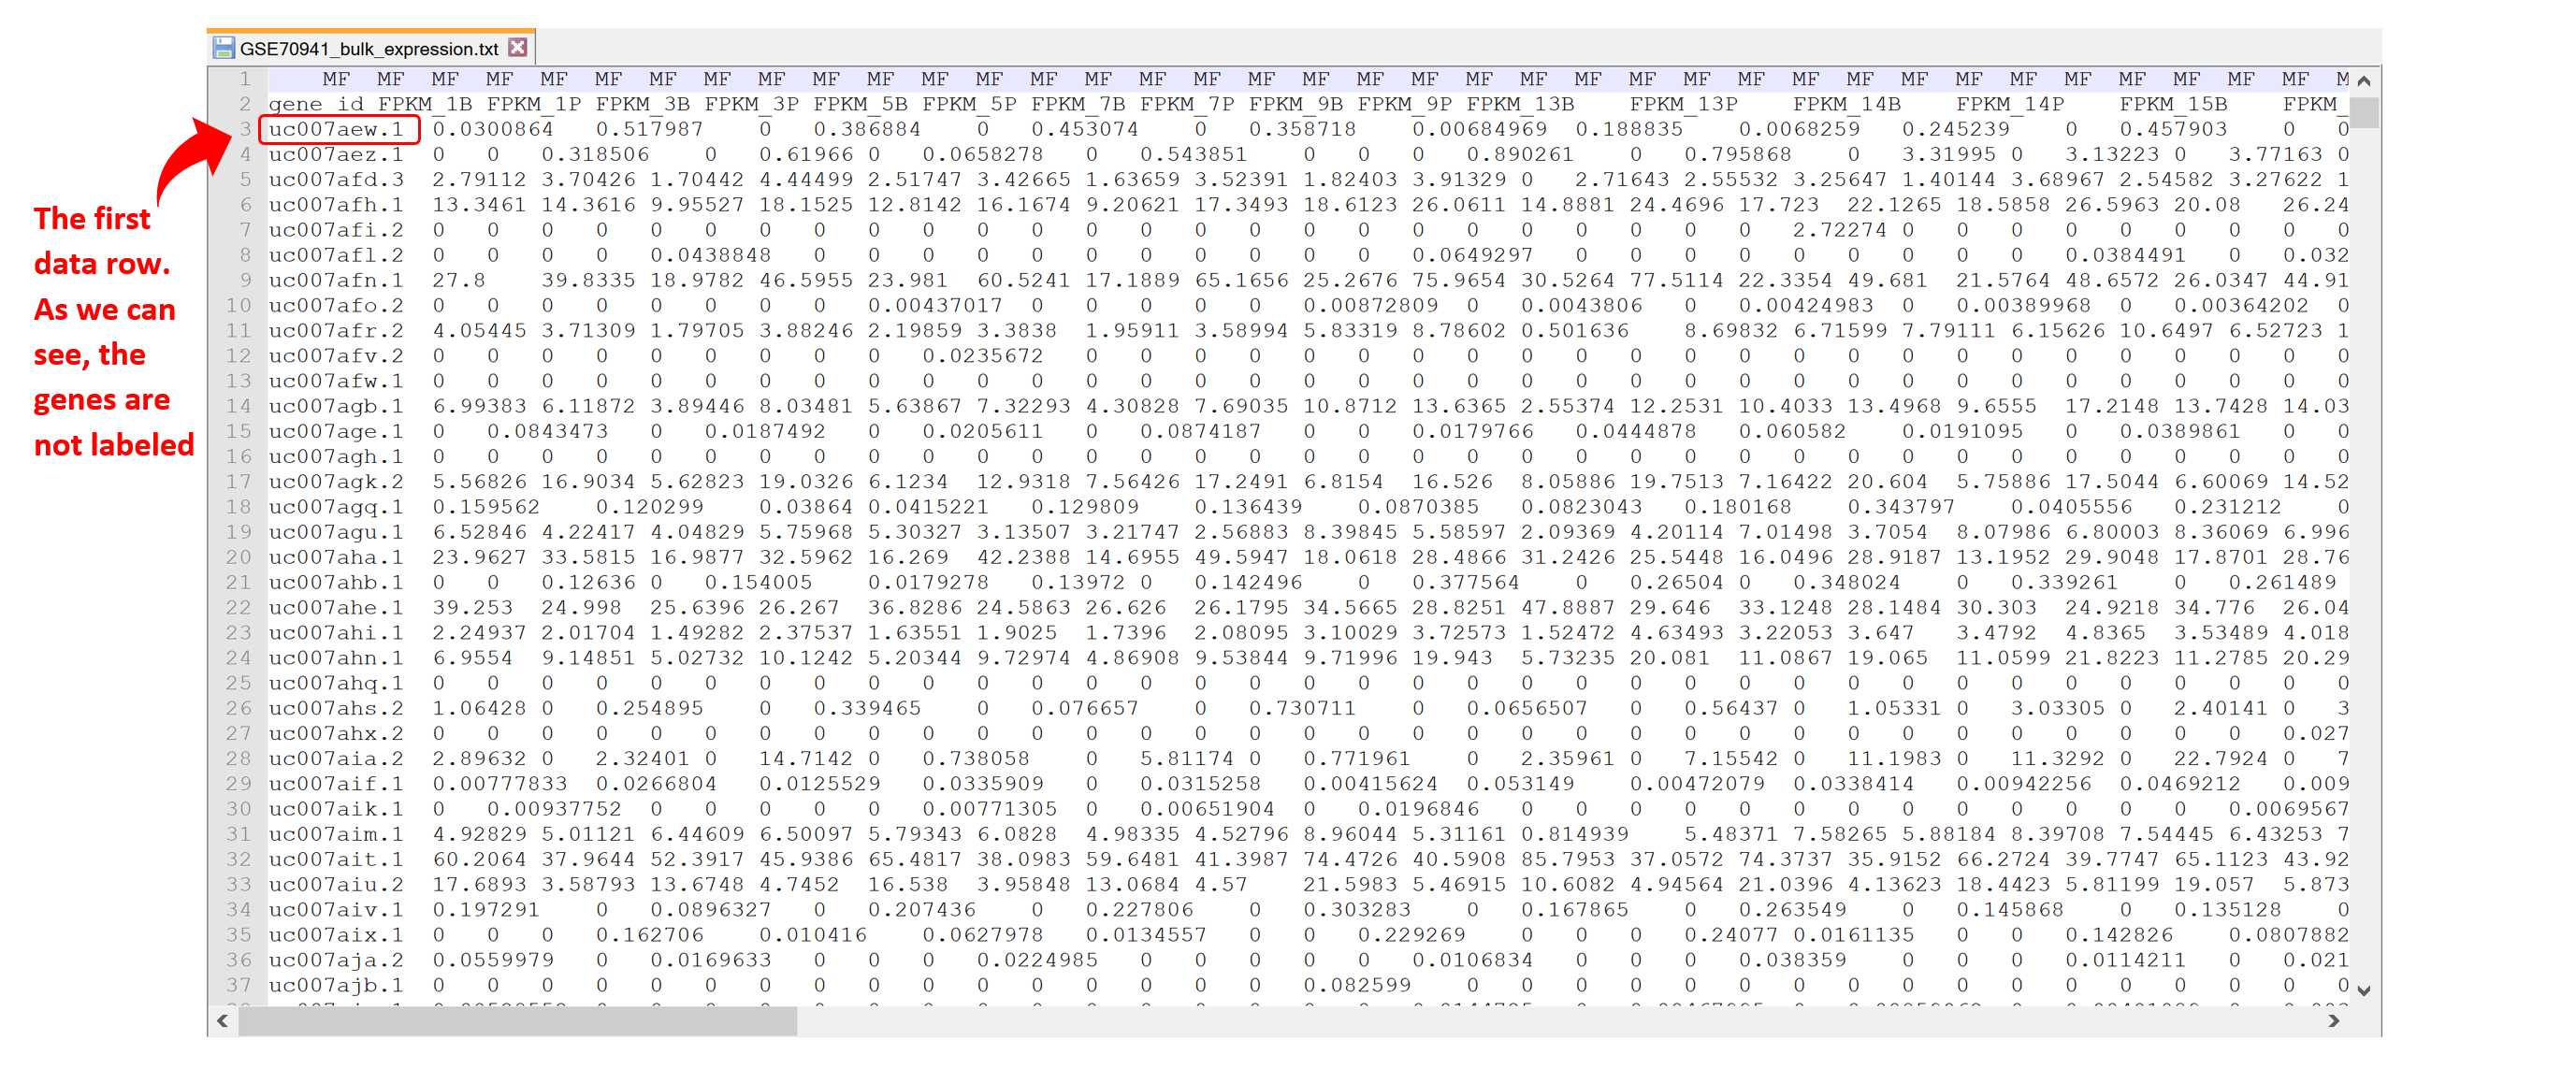 GSE70941_bulk_expression.txt
1 MF MF MF MF MF MF MF MF MF MF MF MF MF MF MF MF MF MF MF MF MF MF MF MF MF MF MF MF MF MF MF MF MF MF MF MF MF
2 gene_id FPKM_1B FPKM_1P FPKM_3B FPKM_3P FPKM_5B FPKM_5P FPKM_7B FPKM_7P FPKM_9B FPKM_9P FPKM_13B FPKM_13P FPKM_14B FPKM_14P FPKM_15B FPKM_
3 uc007aew.1 0.0300864 0.517987 0 0.386884 0 0.453074 0 0.358718 0.00684969 0.188835 0.0068259 0.245239 0 0.457903 0 0
4 uc007aez.1 0 0 0.318506 0 0.61966 0 0.0658278 0 0.543851 0 0 0 0.890261 0 0.795868 0 3.31995 0 3.13223 0 3.77163 0
5 uc007afd.3 2.79112 3.70426 1.70442 4.44499 2.51747 3.42665 1.63659 3.52391 1.82403 3.91329 0 2.71643 2.55532 3.25647 1.40144 3.68967 2.54582 3.27622 1
6 uc007afh.1 13.3461 14.3616 9.95527 18.1525 12.8142 16.1674 9.20621 17.3493 18.6123 26.0611 14.8881 24.4696 17.723 22.1265 18.5858 26.5963 20.08 26.24
7 uc007afi.2 0 0 0 0 0 0 0 0 0 0 0 0 0 0 0 0 0 0 0 0 0 0 0 0 0 2.72274 0 0 0 0 0 0 0 0 0
8 uc007afl.2 0 0 0 0 0.0438848 0 0 0 0 0 0 0 0 0 0 0 0.0649297 0 0 0 0 0 0 0 0 0 0 0.0384491 0 0.032
9 uc007afn.1 27.8 39.8335 18.9782 46.5955 23.981 60.5241 17.1889 65.1656 25.2676 75.9654 30.5264 77.5114 22.3354 49.681 21.5764 48.6572 26.0347 44.91
10 uc007afo.2 0 0 0 0 0 0 0 0 0.00437017 0 0 0 0 0 0.00872809 0 0.0043806 0 0.00424983 0 0.00389968 0 0.00364202 0
11 uc007afr.2 4.05445 3.71309 1.79705 3.88246 2.19859 3.3838 1.95911 3.58994 5.83319 8.78602 0.501636 8.69832 6.71599 7.79111 6.15626 10.6497 6.52723 1
12 uc007afv.2 0 0 0 0 0 0 0 0 0 0.0235672 0 0 0 0 0 0 0 0 0 0 0 0 0 0 0 0 0 0 0 0 0 0 0 0 0
13 uc007afw.1 0 0 0 0 0 0 0 0 0 0 0 0 0 0 0 0 0 0 0 0 0 0 0 0 0 0 0 0 0 0 0 0 0 0 0 0
14 uc007agb.1 6.99383 6.11872 3.89446 8.03481 5.63867 7.32293 4.30828 7.69035 10.8712 13.6365 2.55374 12.2531 10.4033 13.4968 9.6555 17.2148 13.7428 14.03
15 uc007age.1 0 0.0843473 0 0.0187492 0 0.0205611 0 0.0874187 0 0 0.0179766 0.0444878 0.060582 0.0191095 0 0.0389861 0 0
16 uc007agh.1 0 0 0 0 0 0 0 0 0 0 0 0 0 0 0 0 0 0 0 0 0 0 0 0 0 0 0 0 0 0 0 0 0 0 0 0
17 uc007agk.2 5.56826 16.9034 5.62823 19.0326 6.1234 12.9318 7.56426 17.2491 6.8154 16.526 8.05886 19.7513 7.16422 20.604 5.75886 17.5044 6.60069 14.52
18 uc007agq.1 0.159562 0.120299 0.03864 0.0415221 0.129809 0.136439 0.0870385 0.0823043 0.180168 0.343797 0.0405556 0.231212 0
19 uc007agu.1 6.52846 4.22417 4.04829 5.75968 5.30327 3.13507 3.21747 2.56883 8.39845 5.58597 2.09369 4.20114 7.01498 3.7054 8.07986 6.80003 8.36069 6.996
20 uc007aha.1 23.9627 33.5815 16.9877 32.5962 16.269 42.2388 14.6955 49.5947 18.0618 28.4866 31.2426 25.5448 16.0496 28.9187 13.1952 29.9048 17.8701 28.76
21 uc007ahb.1 0 0 0.12636 0 0.154005 0.0179278 0.13972 0 0.142496 0 0.377564 0 0.26504 0 0.348024 0 0.339261 0 0.261489
22 uc007ahe.1 39.253 24.998 25.6396 26.267 36.8286 24.5863 26.626 26.1795 34.5665 28.8251 47.8887 29.646 33.1248 28.1484 30.303 24.9218 34.776 26.04
23 uc007ahi.1 2.24937 2.01704 1.49282 2.37537 1.63551 1.9025 1.7396 2.08095 3.10029 3.72573 1.52472 4.63493 3.22053 3.647 3.4792 4.8365 3.53489 4.018
24 uc007ahn.1 6.9554 9.14851 5.02732 10.1242 5.20344 9.72974 4.86908 9.53844 9.71996 19.943 5.73235 20.081 11.0867 19.065 11.0599 21.8223 11.2785 20.29
25 uc007ahq.1 0 0 0 0 0 0 0 0 0 0 0 0 0 0 0 0 0 0 0 0 0 0 0 0 0 0 0 0 0 0 0 0 0 0 0 0
26 uc007ahs.2 1.06428 0 0.254895 0 0.339465 0 0.076657 0 0.730711 0 0.0656507 0 0.56437 0 1.05331 0 3.03305 0 2.40141 0 3
27 uc007ahx.2 0 0 0 0 0 0 0 0 0 0 0 0 0 0 0 0 0 0 0 0 0 0 0 0 0 0 0 0 0 0 0 0 0 0 0.027
28 uc007aia.2 2.89632 0 2.32401 0 14.7142 0 0.738058 0 5.81174 0 0.771961 0 2.35961 0 7.15542 0 11.1983 0 11.3292 0 22.7924 0 7
29 uc007aif.1 0.00777833 0.0266804 0.0125529 0.0335909 0.0315258 0.00415624 0.053149 0.00472079 0.0338414 0.00942256 0.0469212 0.009
30 uc007aik.1 0 0.00937752 0 0 0 0 0 0.00771305 0 0.00651904 0 0.0196846 0 0 0 0 0 0 0 0 0 0 0 0 0 0 0.0069567
31 uc007aim.1 4.92829 5.01121 6.44609 6.50097 5.79343 6.0828 4.98335 4.52796 8.96044 5.31161 0.814939 5.48371 7.58265 5.88184 8.39708 7.54445 6.43253 7
32 uc007ait.1 60.2064 37.9644 52.3917 45.9386 65.4817 38.0983 59.6481 41.3987 74.4726 40.5908 85.7953 37.0572 74.3737 35.9152 66.2724 39.7747 65.1123 43.92
33 uc007aiu.2 17.6893 3.58793 13.6748 4.7452 16.538 3.95848 13.0684 4.57 21.5983 5.46915 10.6082 4.94564 21.0396 4.13623 18.4423 5.81199 19.057 5.873
34 uc007aiv.1 0.197291 0 0.0896327 0 0.207436 0 0.227806 0 0.303283 0 0.167865 0 0.263549 0 0.145868 0 0.135128 0
35 uc007aix.1 0 0 0 0.162706 0.010416 0.0627978 0.0134557 0 0 0.229269 0 0 0 0.24077 0.0161135 0 0 0.142826 0.0807882
36 uc007aja.2 0.0559979 0 0.0169633 0 0 0 0.0224985 0 0 0 0 0 0.0106834 0 0 0 0.038359 0 0 0 0.0114211 0 0.021
37 uc007ajb.1 0 0 0 0 0 0 0 0 0 0 0 0 0 0 0 0 0.082599 0 0 0 0 0 0 0 0 0 0 0 0 0 0 0 0 0
The first
data row.
As we can
see, the
genes are
not labeled